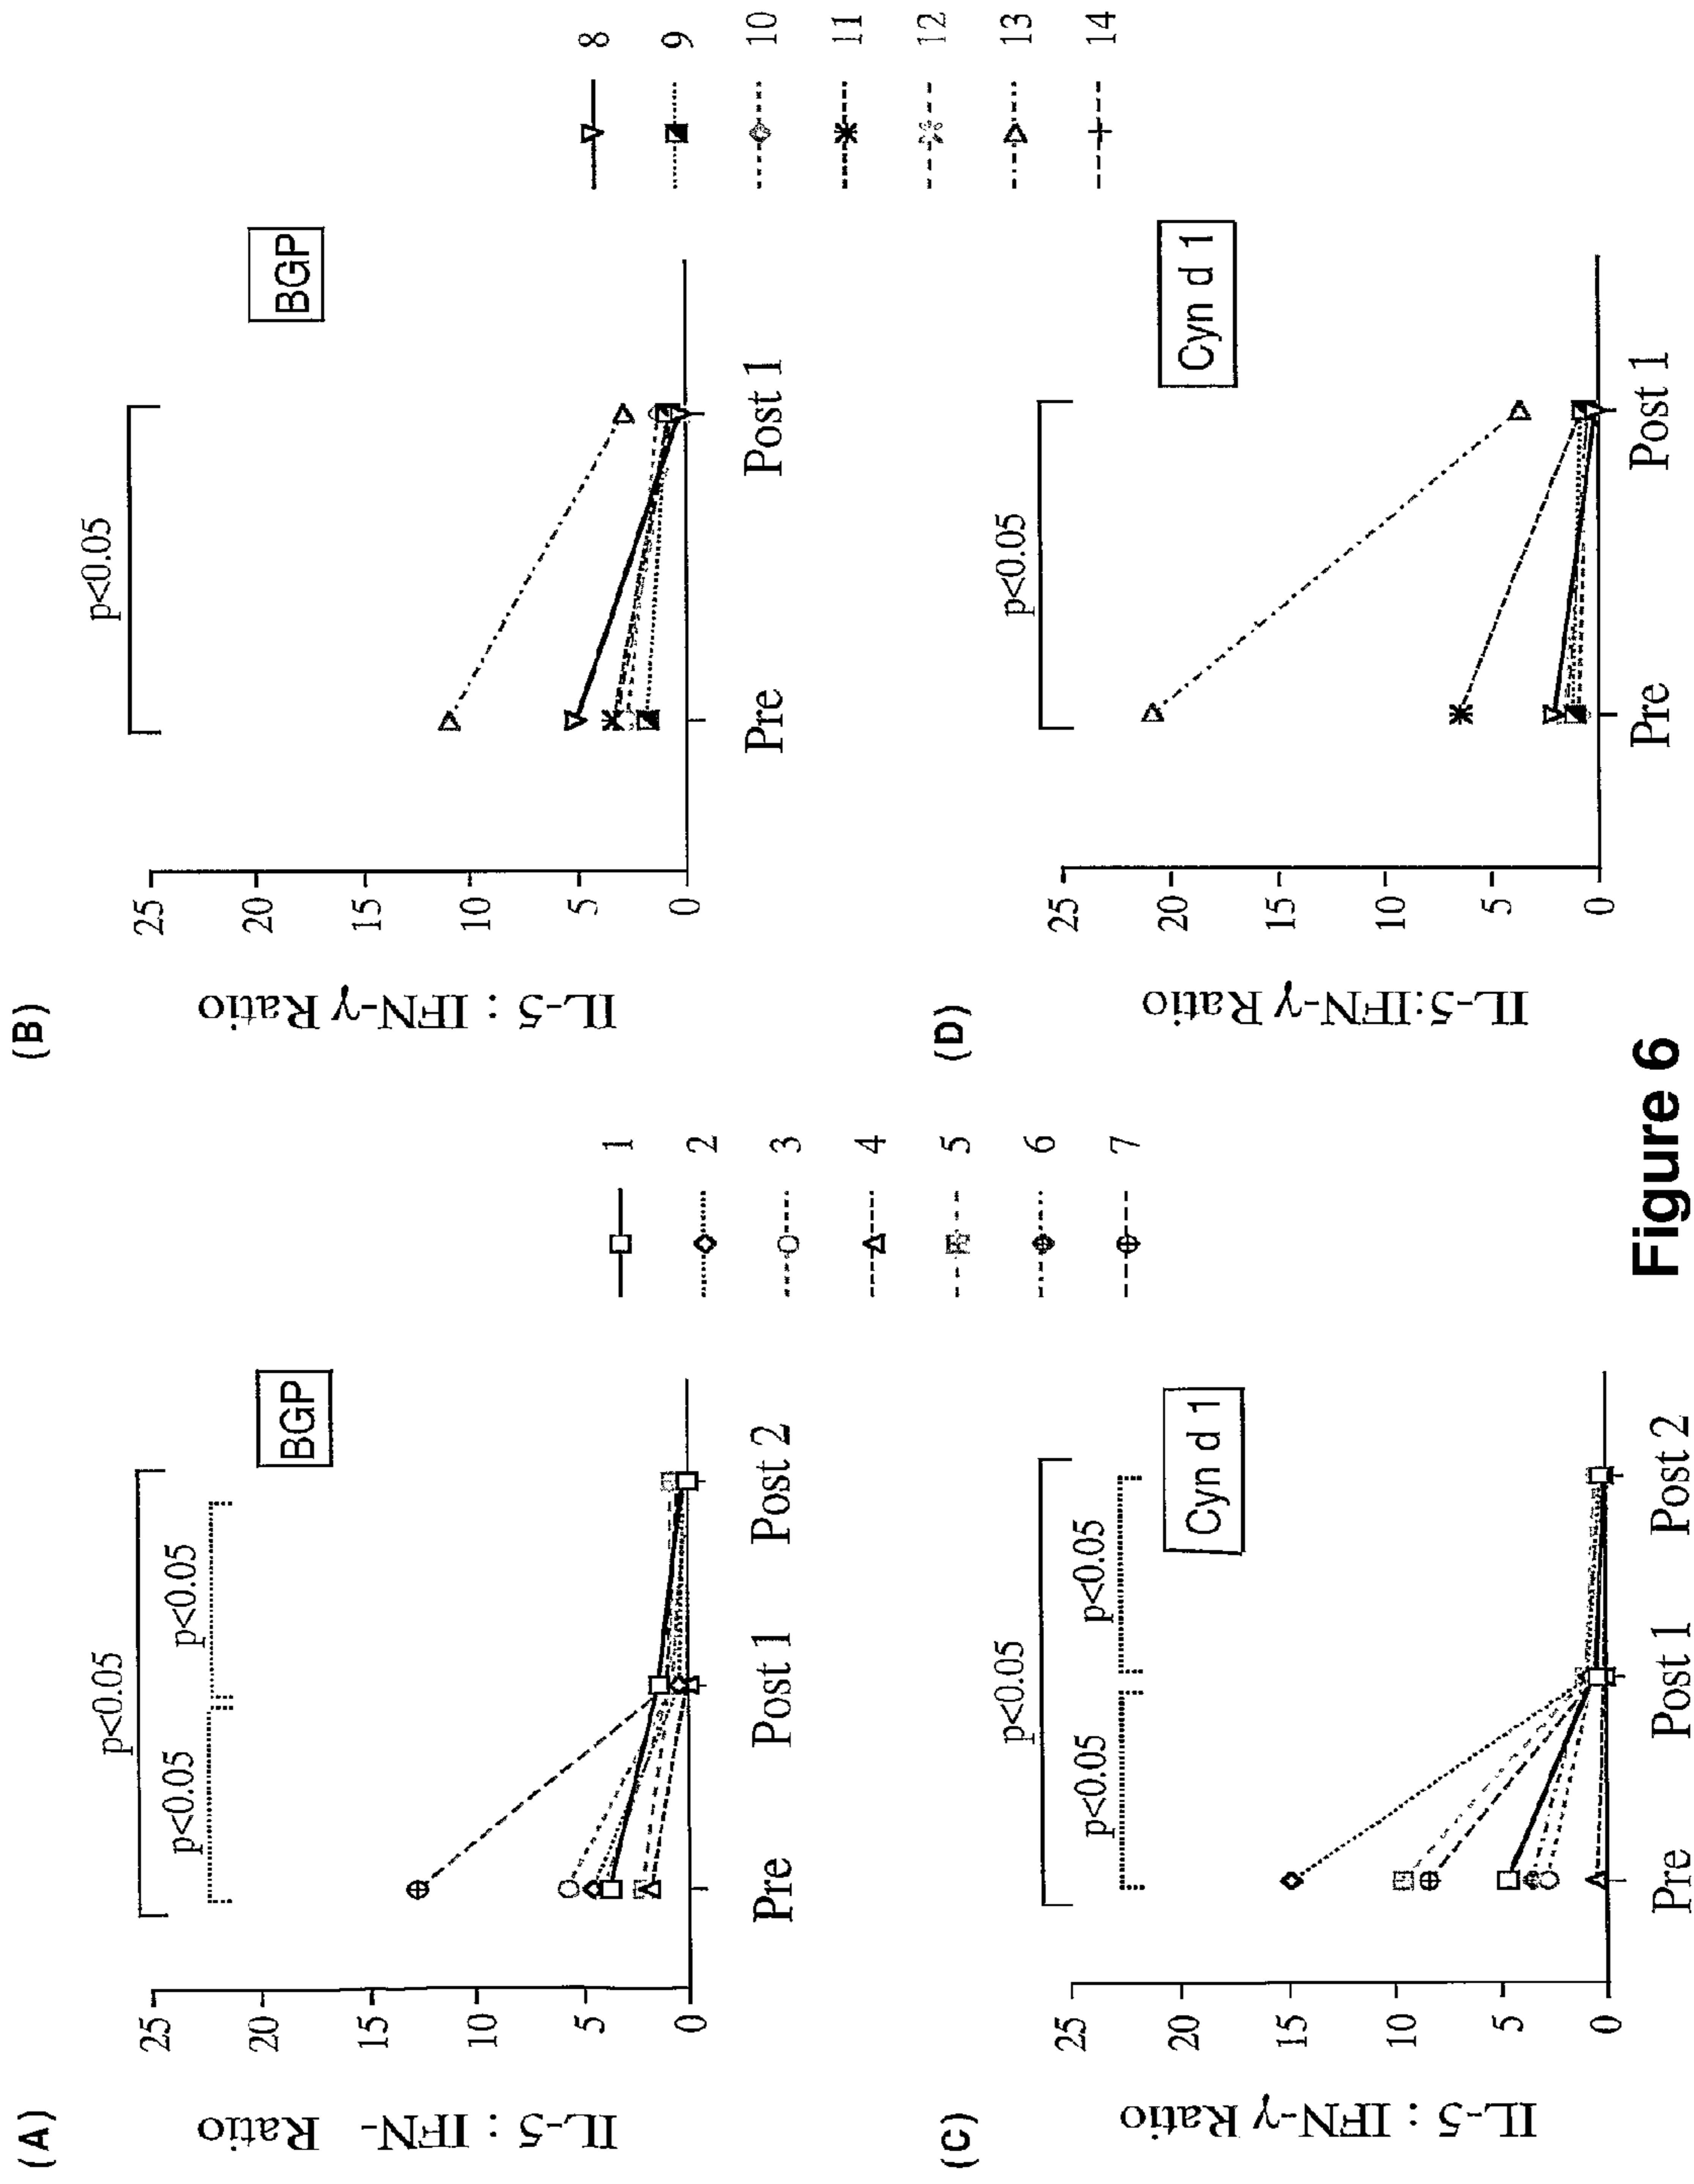 (A)
IL-5 : IFN- Ratio
25
20
15
10
5
0
p<0.05
p<0.05
p<0.05
BGP
Pre
Post 1
Post 2
1
2
3
4
5
6
7
(B)
IL-5 : IFN-γ Ratio
25
20
15
10
5
0
p<0.05
BGP
Pre
Post 1
8
9
10
11
12
13
14
(C)
IL-5 : IFN-γ Ratio
25
20
15
10
5
0
p<0.05
p<0.05
p<0.05
Cyn d 1
Pre
Post 1
Post 2
(D)
IL-5:IFN-γ Ratio
25
20
15
10
5
0
p<0.05
Cyn d 1
Pre
Post 1
Figure 6